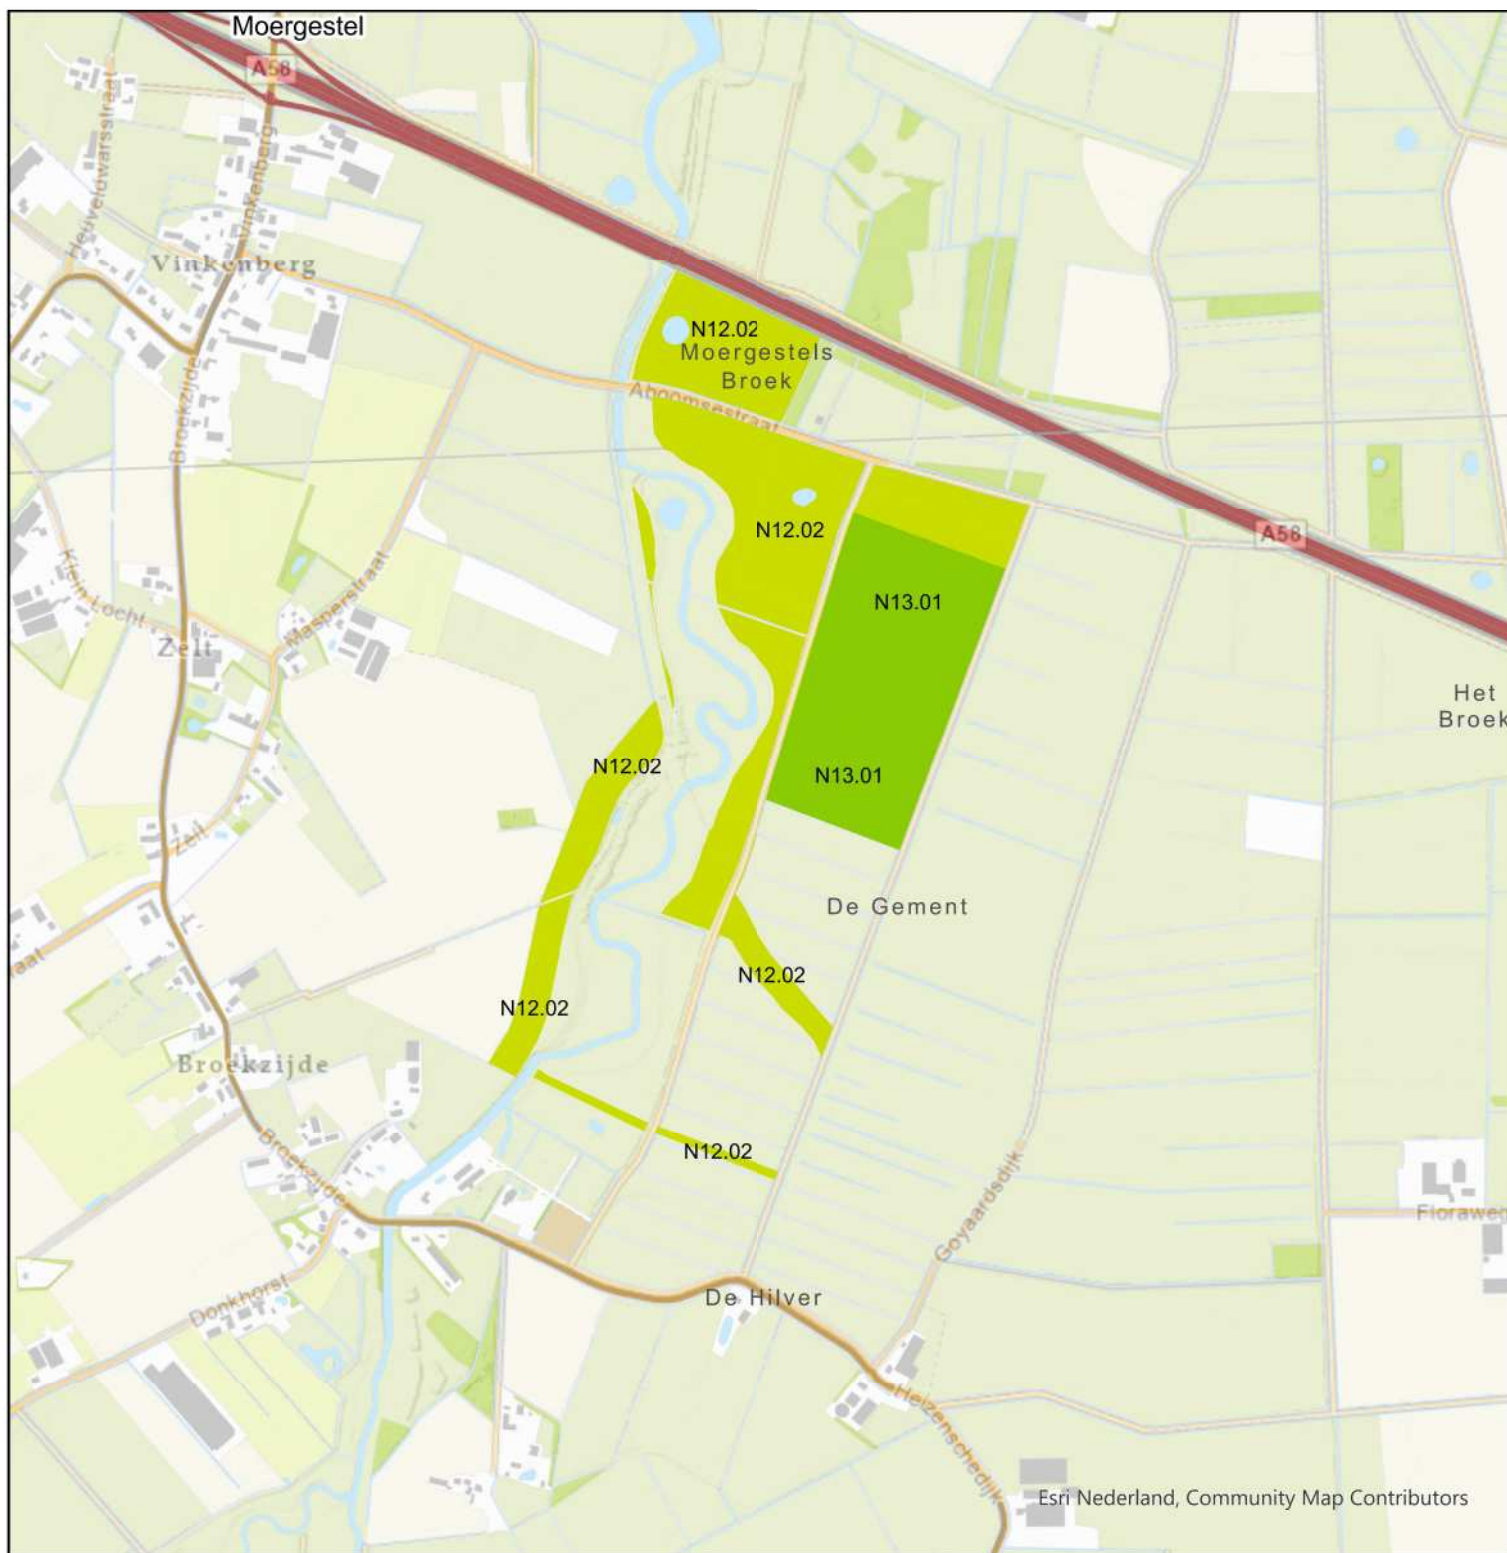 Moergestel
A58
Heuveldwarsstraat
Vinkenberg
Vinkenberg
N12.02
Moergestels
Broek
Broekzijde
Aboomsestraat
N12.02
A58
Klein Locht
Masperstraat
N13.01
Zelt
Het
Broek
N12.02
N13.01
Zelt
De Gement
raat
N12.02
N12.02
Broekzijde
Broekzijde
N12.02
Goyaardsdijk
Floraweg
Donkhorst
De Hilver
Heizenschedijk
Esri Nederland, Community Map Contributors